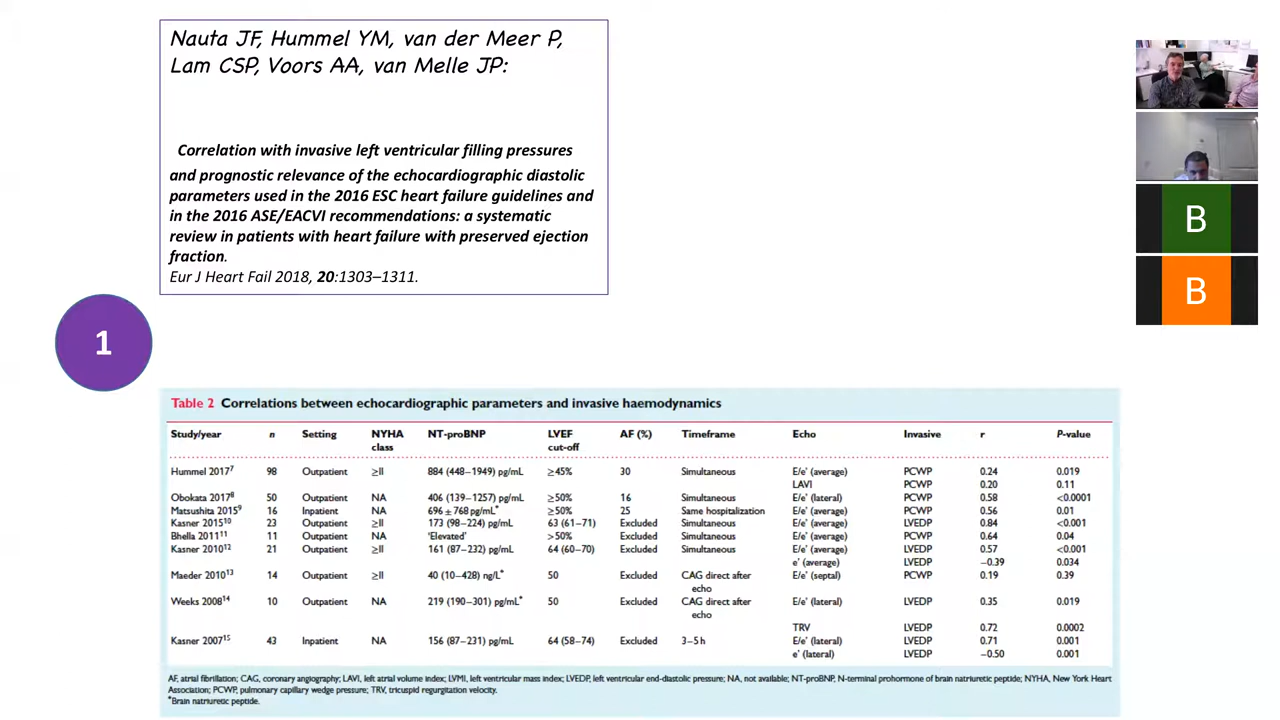 Nauta JF, Hummel YM, van der Meer P,
Lam CSP, Voors AA, van Melle JP:
Correlation with invasive left ventricular filling pressures
and prognostic relevance of the echocardiographic diastolic
parameters used in the 2016 ESC heart failure guidelines and
in the 2016 ASE/EACVI recommendations: a systematic
review in patients with heart failure with preserved ejection
fraction.
Eur J Heart Fail 2018, 20:1303–1311.
B
B
1
Table 2 Correlations between echocardiographic parameters and invasive haemodynamics
Study/year n Setting NYHA class NT-proBNP LVEF cut-off AF (%) Timeframe Echo Invasive r P-value
Hummel 2017⁷ 98 Outpatient ≥II 884 (448–1949) pg/mL ≥45% 30 Simultaneous E/e' (average) PCWP 0.24 0.019
LAVI PCWP 0.20 0.11
Obokata 2017⁸ 50 Outpatient NA 406 (139–1257) pg/mL ≥50% 16 Simultaneous E/e' (lateral) PCWP 0.58 <0.0001
Matsushita 2015⁹ 16 Inpatient NA 696 ± 768 pg/mL* ≥50% 25 Same hospitalization E/e' (average) PCWP 0.56 0.01
Kasner 2015¹⁰ 23 Outpatient ≥II 173 (98–224) pg/mL 63 (61–71) Excluded Simultaneous E/e' (average) LVEDP 0.84 <0.001
Bhella 2011¹¹ 11 Outpatient NA 'Elevated' >50% Excluded Simultaneous E/e' (average) PCWP 0.64 0.04
Kasner 2010¹² 21 Outpatient ≥II 161 (87–232) pg/mL 64 (60–70) Excluded Simultaneous E/e' (average) LVEDP 0.57 <0.001
e' (average) LVEDP −0.39 0.034
Maeder 2010¹³ 14 Outpatient ≥II 40 (10–428) ng/L* 50 Excluded CAG direct after echo E/e' (septal) PCWP 0.19 0.39
Weeks 2008¹⁴ 10 Outpatient NA 219 (190–301) pg/mL* 50 Excluded CAG direct after echo E/e' (lateral) LVEDP 0.35 0.019
TRV LVEDP 0.72 0.0002
Kasner 2007¹⁵ 43 Inpatient NA 156 (87–231) pg/mL 64 (58–74) Excluded 3–5 h E/e' (lateral) LVEDP 0.71 0.001
e' (lateral) LVEDP −0.50 0.001
AF, atrial fibrillation; CAG, coronary angiography; LAVI, left atrial volume index; LVMI, left ventricular mass index; LVEDP, left ventricular end-diastolic pressure; NA, not available; NT-proBNP, N-terminal prohormone of brain natriuretic peptide; NYHA, New York Heart
Association; PCWP, pulmonary capillary wedge pressure; TRV, tricuspid regurgitation velocity.
*Brain natriuretic peptide.